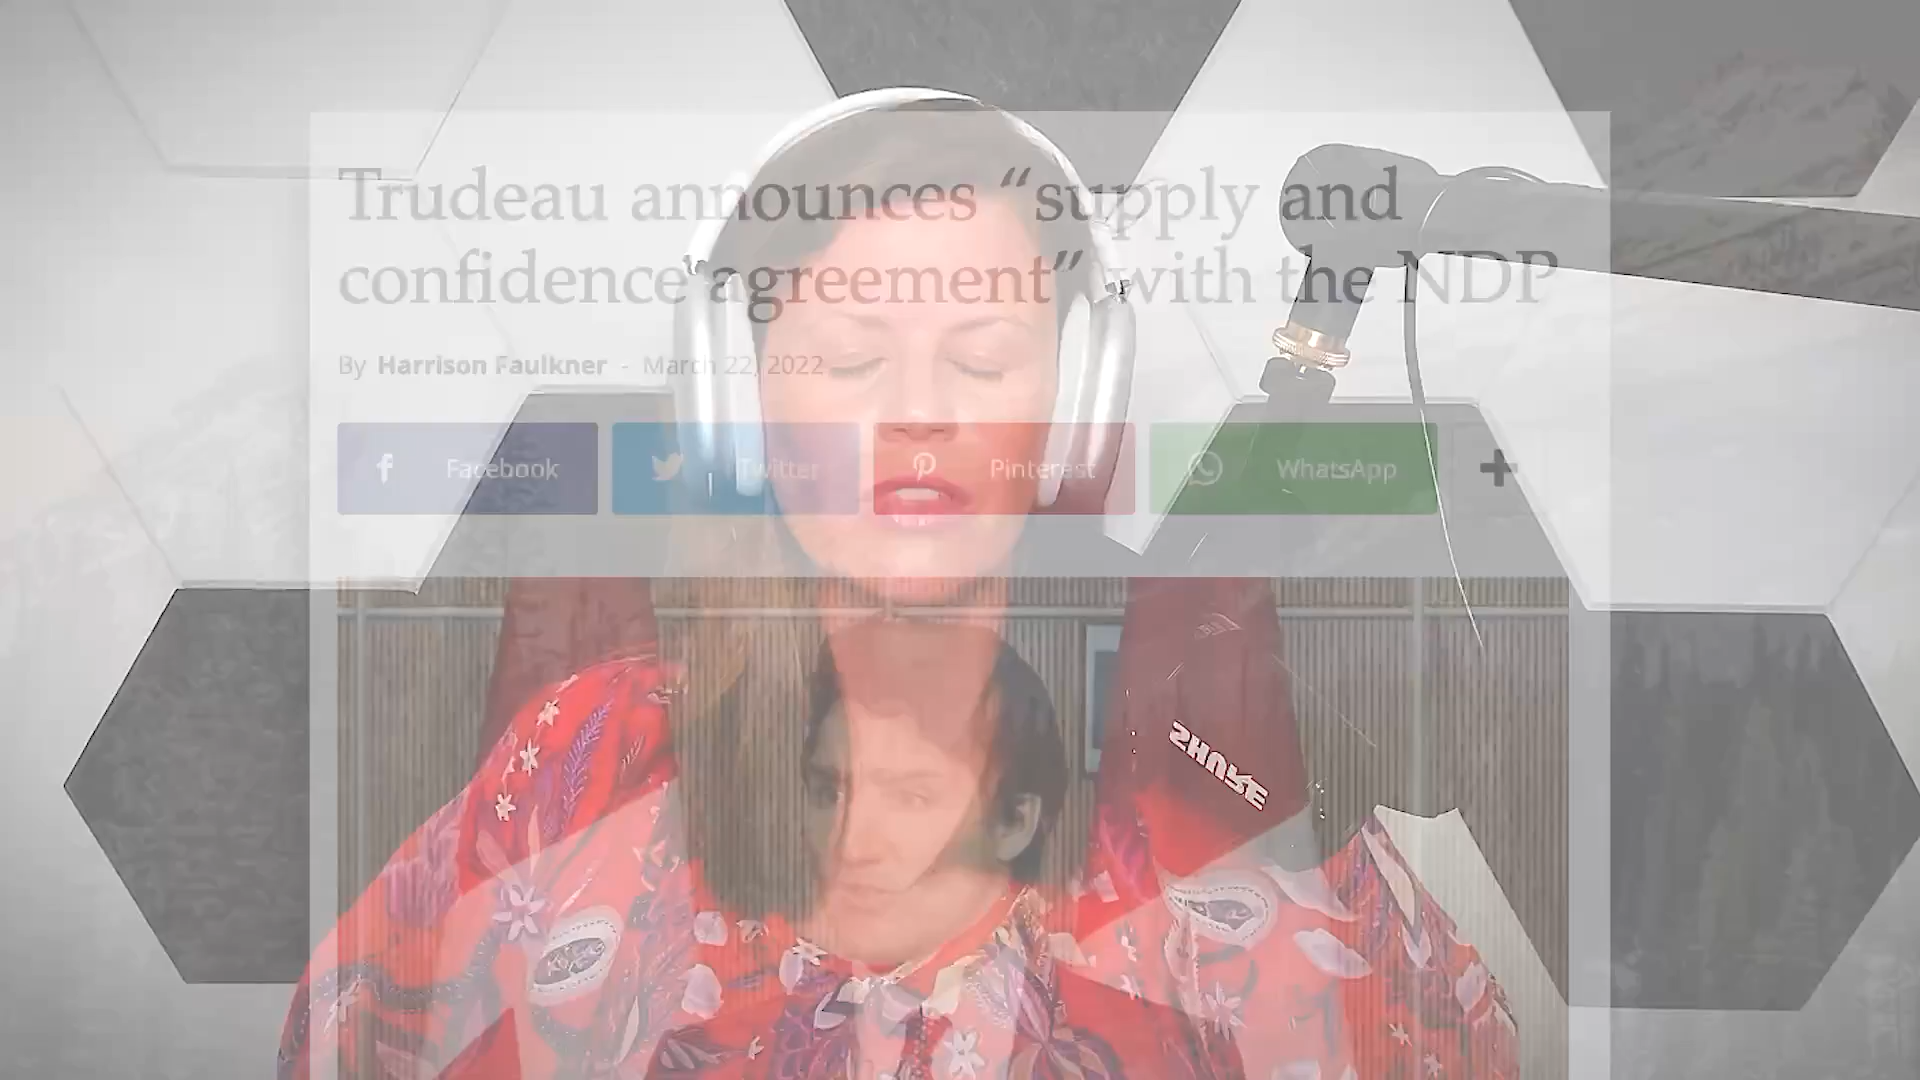 Trudeau announces “supply and
confidence agreement” with the NDP
By Harrison Faulkner - March 22, 2022
Facebook Twitter Pinterest WhatsApp
SHURE